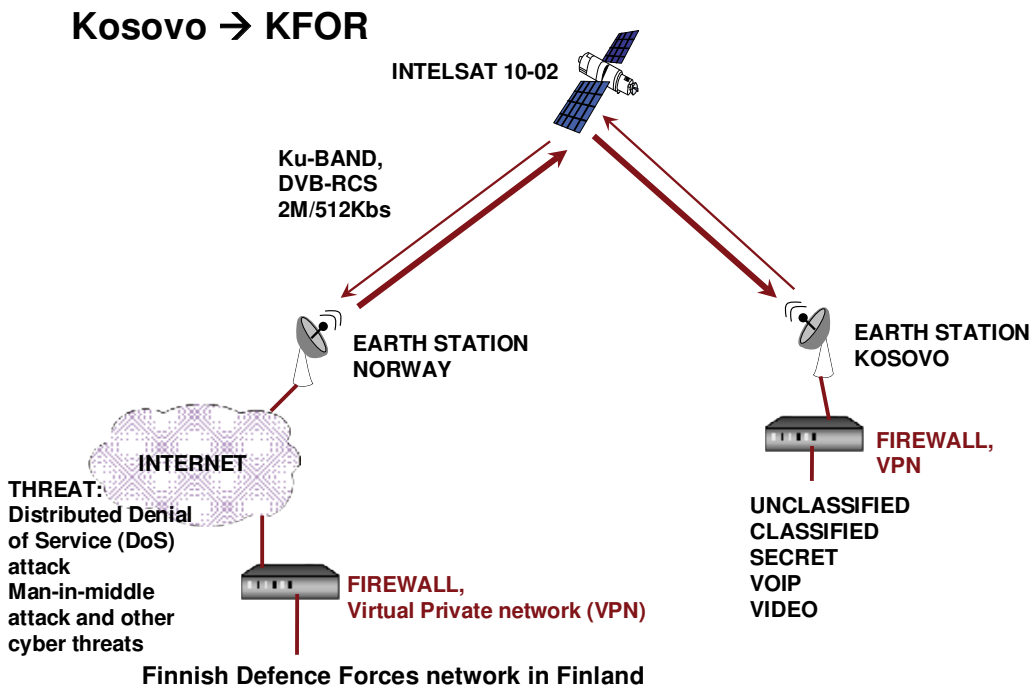 Kosovo → KFOR
INTELSAT 10-02
Ku-BAND,
DVB-RCS
2M/512Kbs
EARTH STATION
NORWAY
EARTH STATION
KOSOVO
INTERNET
FIREWALL,
VPN
THREAT:
Distributed Denial
of Service (DoS)
attack
Man-in-middle
attack and other
cyber threats
UNCLASSIFIED
CLASSIFIED
SECRET
VOIP
VIDEO
FIREWALL,
Virtual Private network (VPN)
Finnish Defence Forces network in Finland